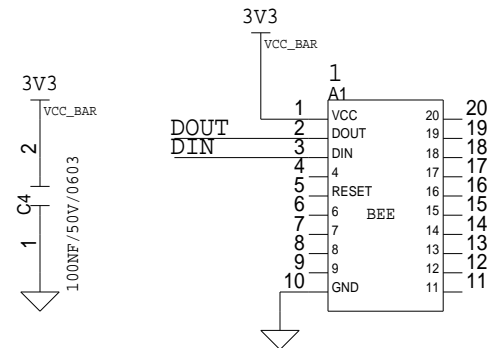 3V3
VCC_BAR
2
C4
1
100NF/50V/0603
3V3
VCC_BAR
1
A1
1 VCC 20 20
DOUT 2 DOUT 19 19
DIN 3 DIN 18 18
4 4 17 17
5 RESET 16 16
6 6 BEE 15 15
7 7 14 14
8 8 13 13
9 9 12 12
10 GND 11 11